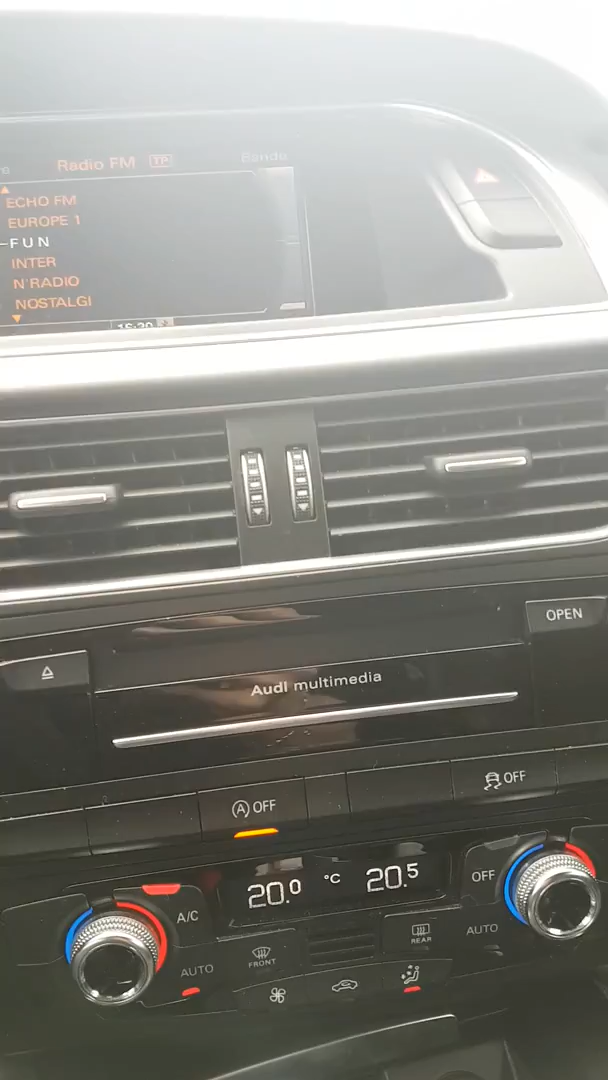 Radio FM TP Bande
ECHO FM
EUROPE 1
FUN
INTER
N'RADIO
NOSTALGI
OPEN
Audi multimedia
OFF
A OFF
20.0 °C 20.5
OFF
A/C
AUTO
FRONT
REAR
AUTO